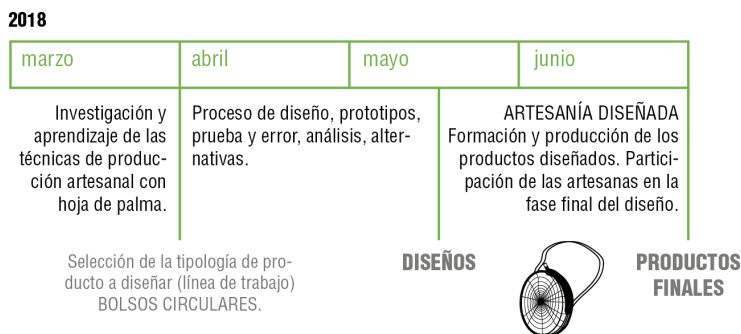 2018
marzo
abril
mayo
junio
Investigación y
aprendizaje de las
técnicas de produc-
ción artesanal con
hoja de palma.
Proceso de diseño, prototipos,
prueba y error, análisis, alter-
nativas.
ARTESANÍA DISEÑADA
Formación y producción de los
productos diseñados. Partici-
pación de las artesanas en la
fase final del diseño.
Selección de la tipología de pro-
ducto a diseñar (línea de trabajo)
BOLSOS CIRCULARES.
DISEÑOS
PRODUCTOS
FINALES